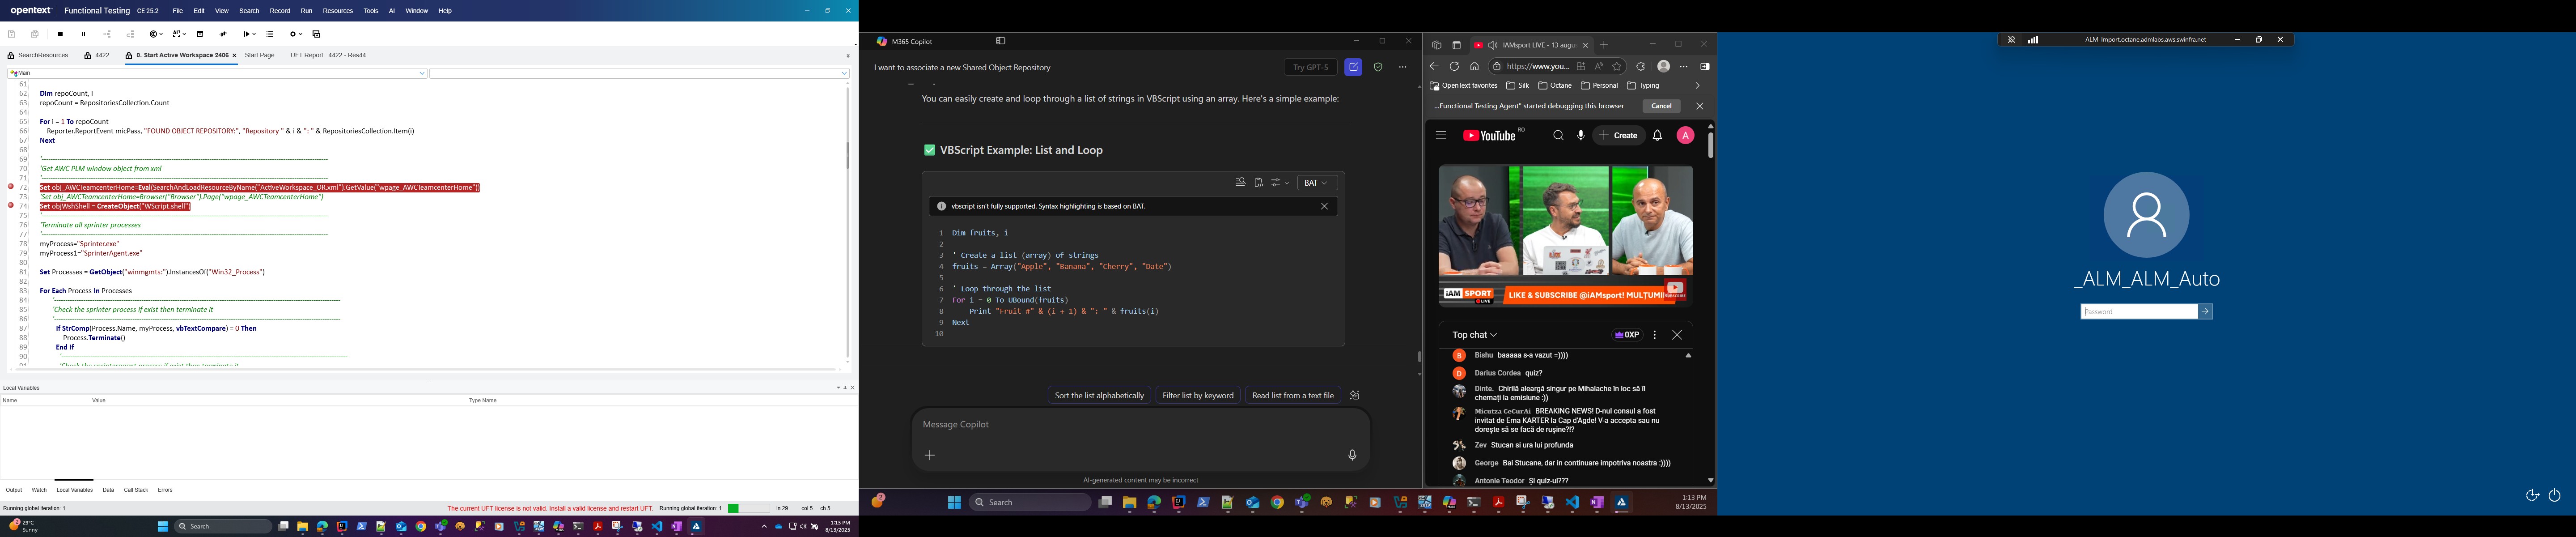 opentext™ | Functional Testing CE 25.2 File Edit View Search Record Run Resources Tools AI Window Help
SearchResources 4422 0. Start Active Workspace 2406 Start Page UFT Report : 4422 - Res44
Main
61
62 Dim repoCount, i
63 repoCount = RepositoriesCollection.Count
64
65 For i = 1 To repoCount
66 Reporter.ReportEvent micPass, "FOUND OBJECT REPOSITORY:", "Repository " & i & ": " & RepositoriesCollection.Item(i)
67 Next
68
69 '-----
70 'Get AWC PLM window object from xml
71 '-----
72 Set obj_AWCTeamcenterHome=Eval(SearchAndLoadResourceByName("ActiveWorkspace_OR.xml").GetValue("wpage_AWCTeamcenterHome"))
73 'Set obj_AWCTeamcenterHome=Browser("Browser").Page("wpage_AWCTeamcenterHome")
74 Set objWshShell = CreateObject("WScript.shell")
75 '-----
76 'Terminate all sprinter processes
77 '-----
78 myProcess="Sprinter.exe"
79 myProcess1="SprinterAgent.exe"
80
81 Set Processes = GetObject("winmgmts:").InstancesOf("Win32_Process")
82
83 For Each Process In Processes
84 '-----
85 'Check the sprinter process if exist then terminate it
86 '-----
87 If StrComp(Process.Name, myProcess, vbTextCompare) = 0 Then
88 Process.Terminate()
89 End If
90 '-----
91 'Check the sprinteragent process if exist then terminate it
Local Variables
Name Value Type Name
Output Watch Local Variables Data Call Stack Errors
Running global iteration: 1 The current UFT license is not valid. Install a valid license and restart UFT. Running global iteration: 1 ln 29 col 5 ch 5
2 29°C
Sunny
Search
1:13 PM
8/13/2025
M365 Copilot
I want to associate a new Shared Object Repository Try GPT-5
You can easily create and loop through a list of strings in VBScript using an array. Here's a simple example:
✅ VBScript Example: List and Loop
BAT
vbscript isn't fully supported. Syntax highlighting is based on BAT.
1 Dim fruits, i
2
3 ' Create a list (array) of strings
4 fruits = Array("Apple", "Banana", "Cherry", "Date")
5
6 ' Loop through the list
7 For i = 0 To UBound(fruits)
8 Print "Fruit #" & (i + 1) & ": " & fruits(i)
9 Next
10
Sort the list alphabetically Filter list by keyword Read list from a text file
Message Copilot
AI-generated content may be incorrect
2
Search
1:13 PM
8/13/2025
IAMsport LIVE - 13 augu
https://www.you...
OpenText favorites Silk Octane Personal Typing
...Functional Testing Agent" started debugging this browser Cancel
YouTube RO Create A
iAM SPORT LIVE LIKE & SUBSCRIBE @iAMsport! MULȚUMI
SUBSCRIBE
Top chat 0XP
B Bishu baaaaa s-a vazut =))))
D Darius Cordea quiz?
Dinte. Chirilă aleargă singur pe Mihalache în loc să îl
chemați la emisiune :))
Micutza CeCurAi BREAKING NEWS! D-nul consul a fost
invitat de Ema KARTER la Cap d'Agde! V-a accepta sau nu
dorește să se facă de rușine?!?
Zev Stucan si ura lui profunda
George Bai Stucane, dar in continuare impotriva noastra :))))
Antonie Teodor Și quiz-ul???
ALM-Import.octane.admlabs.aws.swinfra.net
_ALM_ALM_Auto
Password